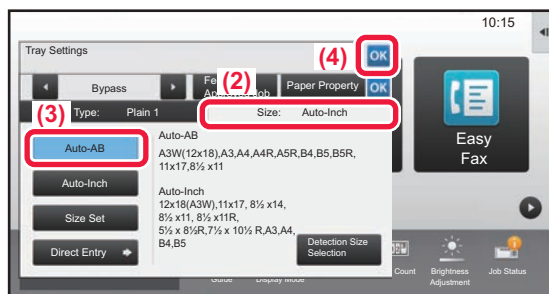 10:15
Tray Settings
(4)
OK
Bypass
(2)
Paper Property
OK
(3)
Type: Plain 1
Size: Auto-Inch
Auto-AB
Auto-Inch
Size Set
Direct Entry
Auto-AB
A3W(12x18),A3,A4,A4R,A5R,B4,B5,B5R,
11x17,8½ x11
Auto-Inch
12x18(A3W),11x17, 8½ x14,
8½ x11, 8½ x11R,
5½ x 8½R,7½ x 10½ R,A3,A4,
B4,B5
Detection Size
Selection
Easy
Fax
Guide
Display Mode
Count
Brightness
Adjustment
Job Status